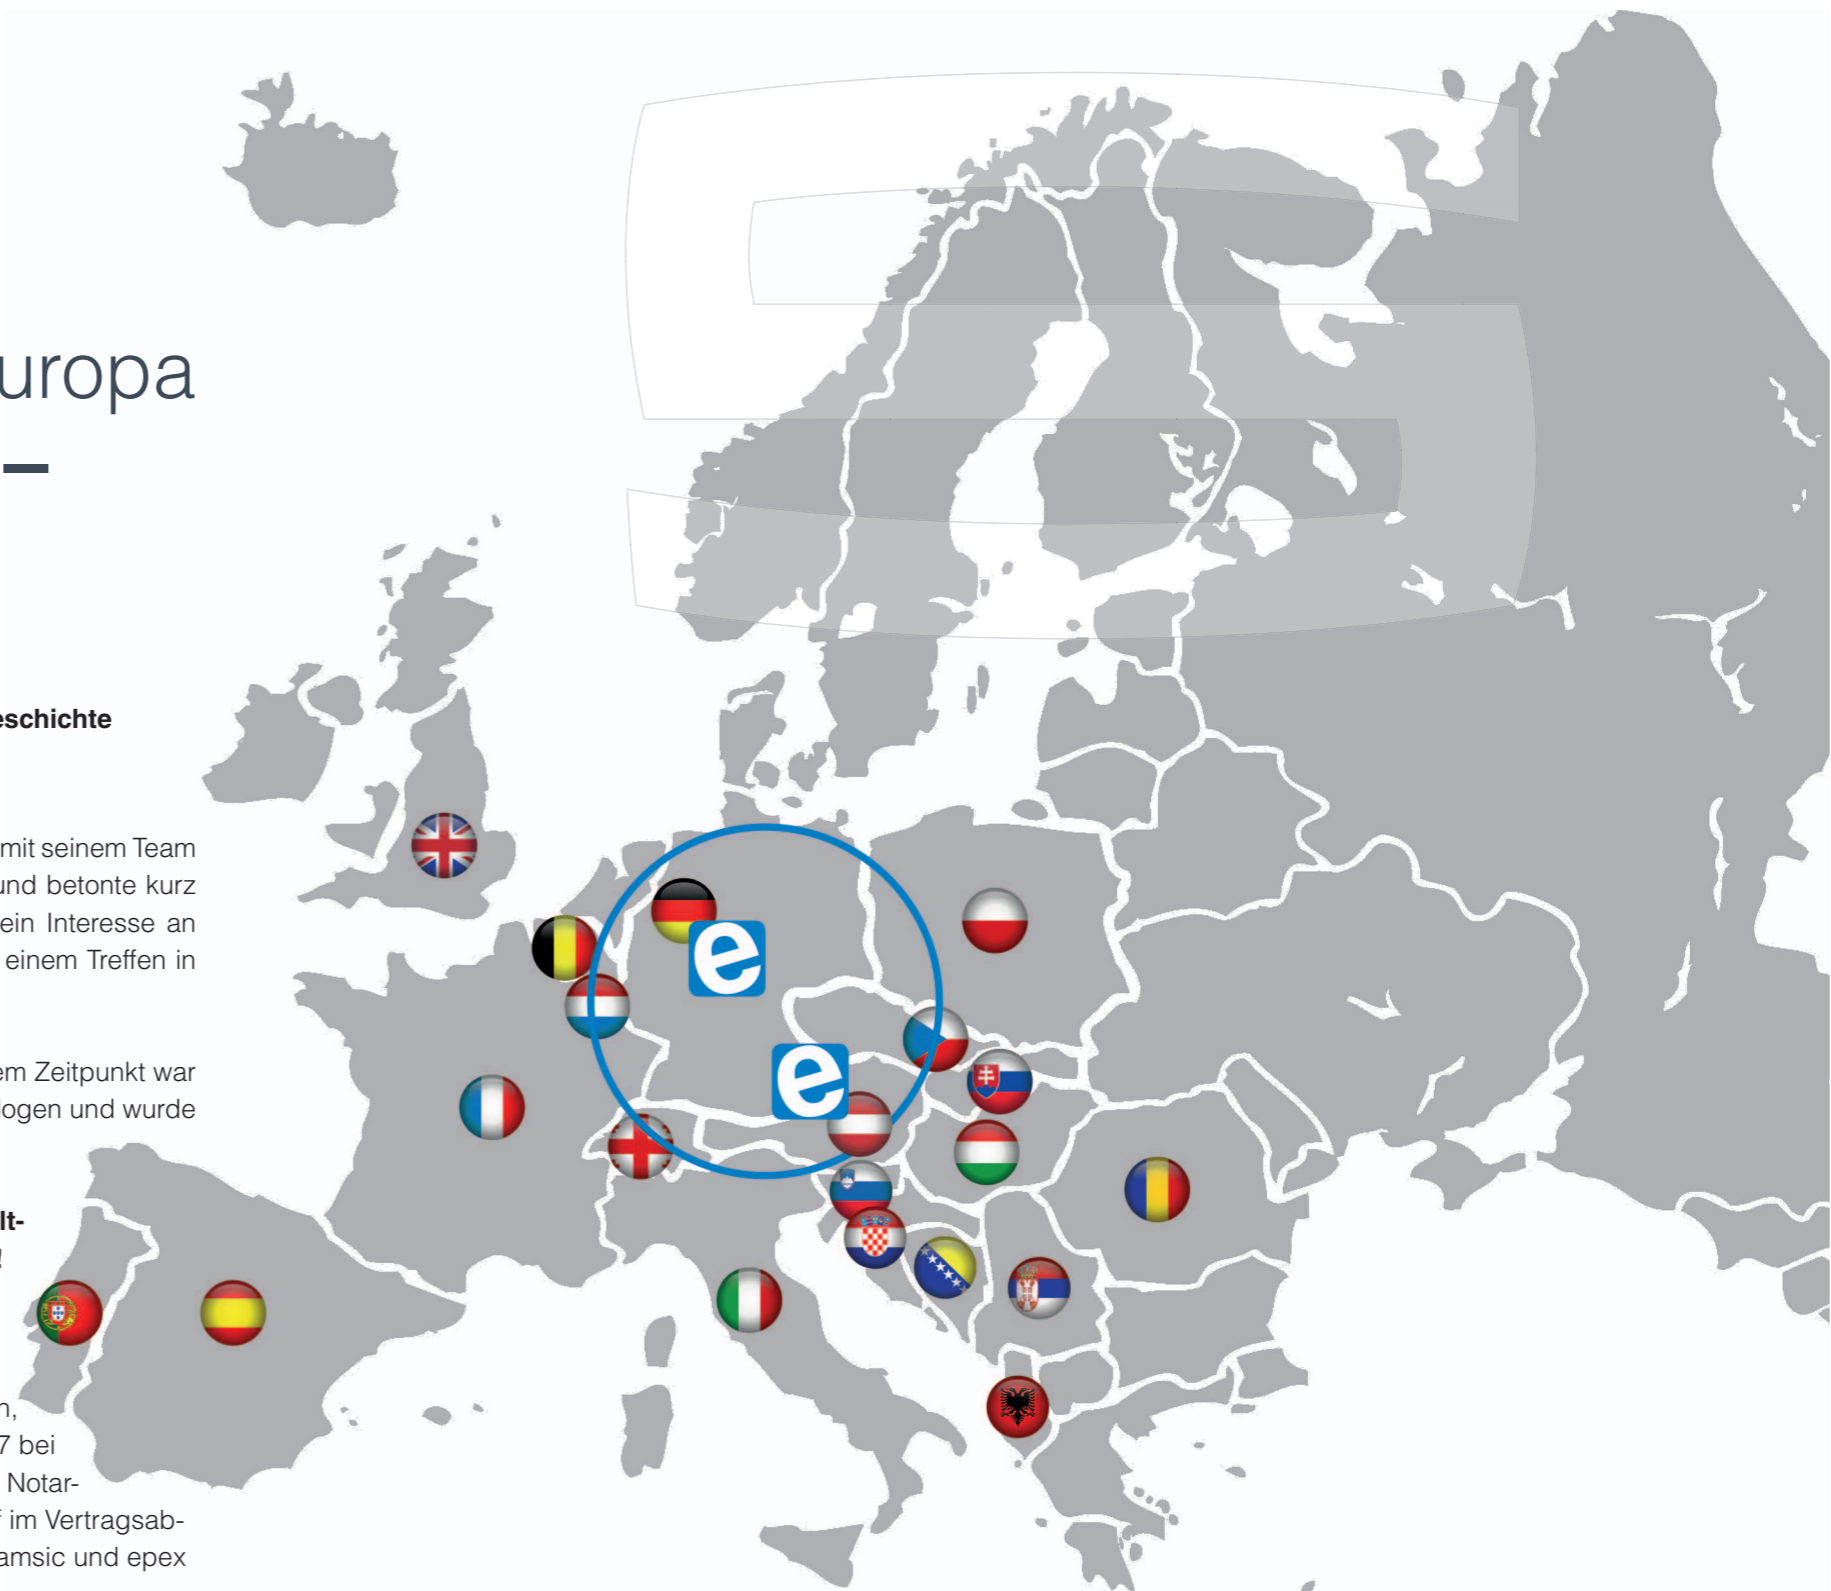 uropa
–
eschichte
mit seinem Team
und betonte kurz
ein Interesse an
einem Treffen in
em Zeitpunkt war
logen und wurde
lt-
!
n,
7 bei
Notar-
f im Vertragsab-
amsic und epex
e
e